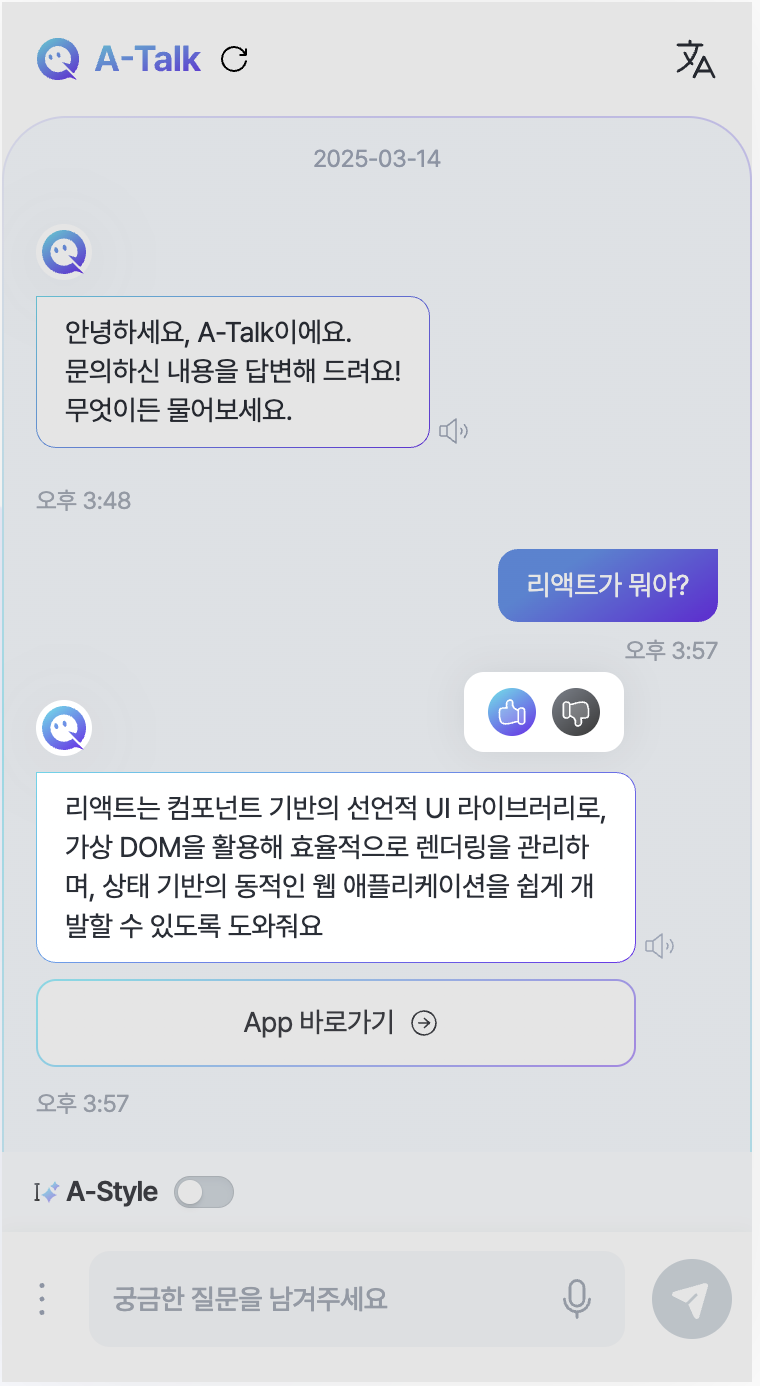 A-Talk
2025-03-14
안녕하세요, A-Talk이에요.
문의하신 내용을 답변해 드려요!
무엇이든 물어보세요.
오후 3:48
리액트가 뭐야?
오후 3:57
리액트는 컴포넌트 기반의 선언적 UI 라이브러리로,
가상 DOM을 활용해 효율적으로 렌더링을 관리하
며, 상태 기반의 동적인 웹 애플리케이션을 쉽게 개
발할 수 있도록 도와줘요
App 바로가기
오후 3:57
A-Style
궁금한 질문을 남겨주세요